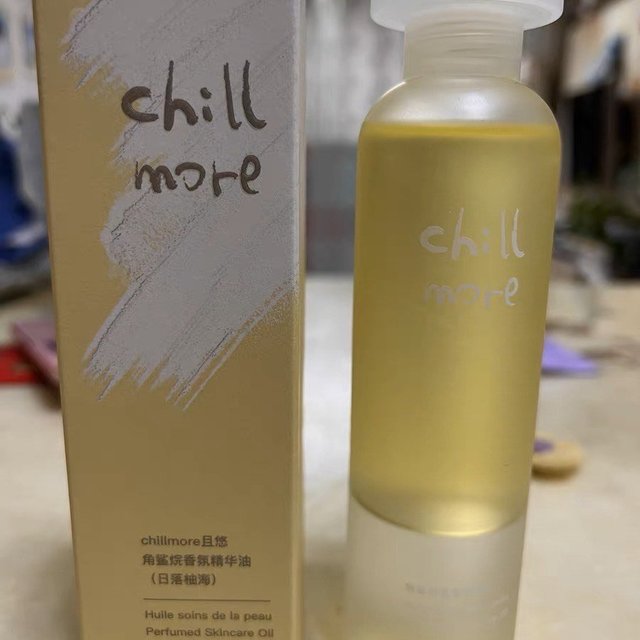 chill
more
chillmore且悠
角鲨烷香氛精华油
（日落柚海）
Huile soins de la peau
Perfumed Skincare Oil
chill
more